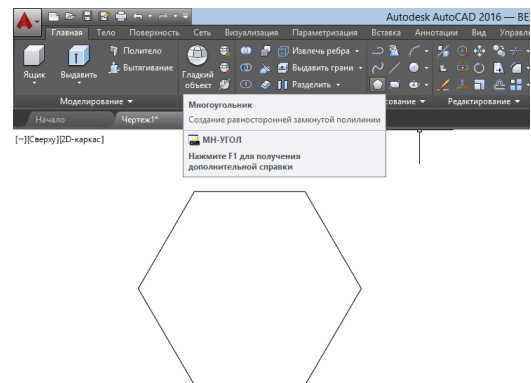 Autodesk AutoCAD 2016 — BE
Главная Тело Поверхность Сеть Визуализация Параметризация Вставка Аннотации Вид Управле
Политело Извлечь ребра
Ящик Выдавить Вытягивание Гладкий объект Выдавить грани
Разделить
Моделирование сование Редактирование
Начало Чертеж1*
Многоугольник
Создание равносторонней замкнутой полилинии
МН-УГОЛ
Нажмите F1 для получения
дополнительной справки
[−][Сверху][2D-каркас]